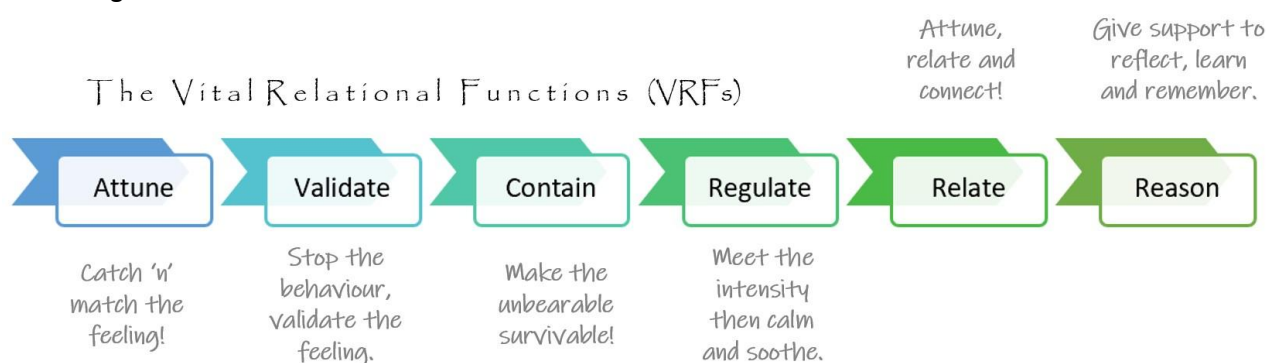 The Vital Relational Functions (VRFs)
Attune,
relate and
connect!
Give support to
reflect, learn
and remember.
Attune
Validate
Contain
Regulate
Relate
Reason
Catch 'n'
match the
feeling!
Stop the
behaviour,
validate the
feeling.
Make the
unbearable
survivable!
Meet the
intensity
then calm
and soothe.